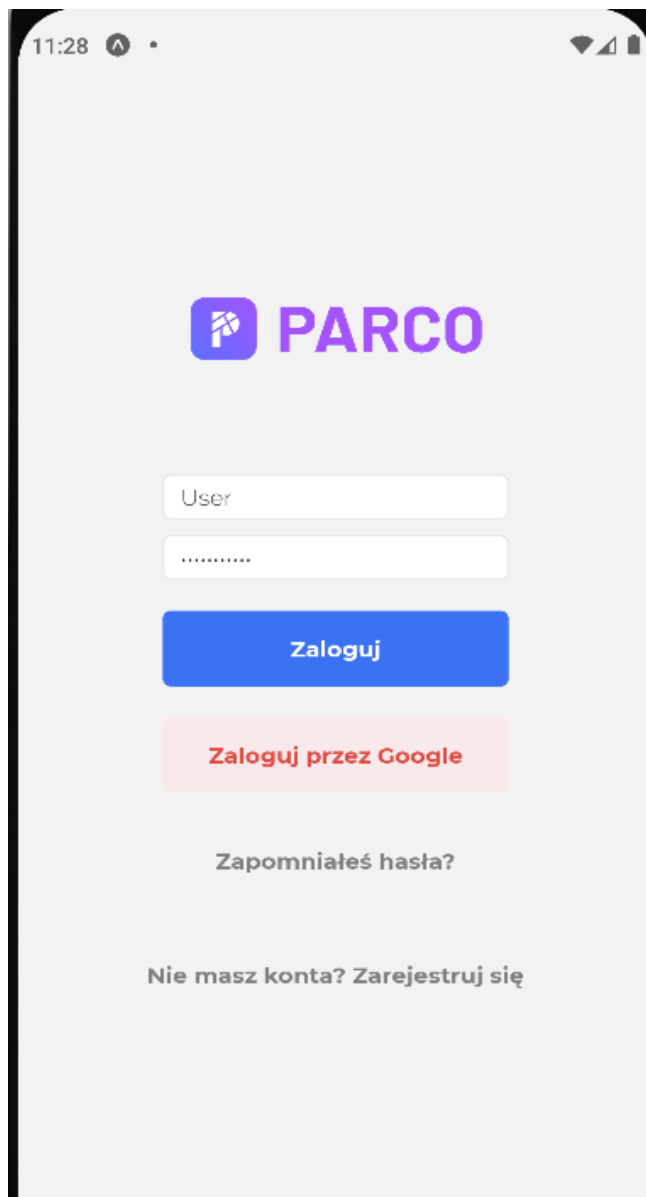 11:28
PARCO
User
•••••••••••
Zaloguj
Zaloguj przez Google
Zapomniałeś hasła?
Nie masz konta? Zarejestruj się